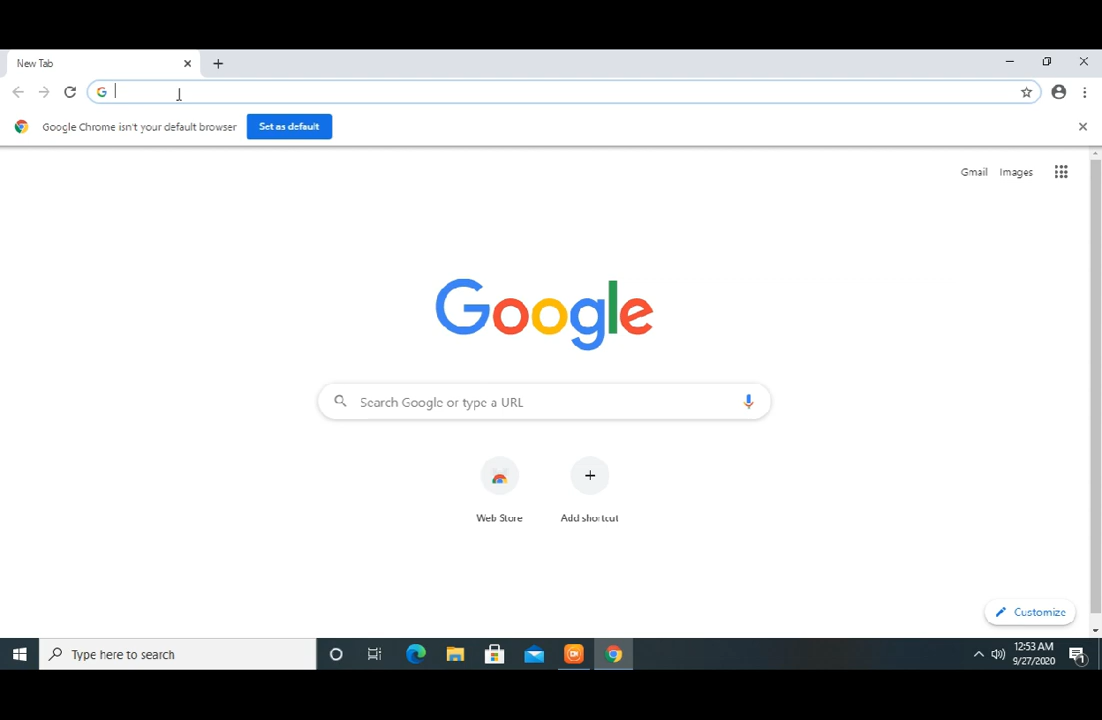 New Tab
Google Chrome isn't your default browser
Set as default
Gmail
Images
Google
Search Google or type a URL
Web Store
Add shortcut
Customize
Type here to search
12:53 AM
9/27/2020
1